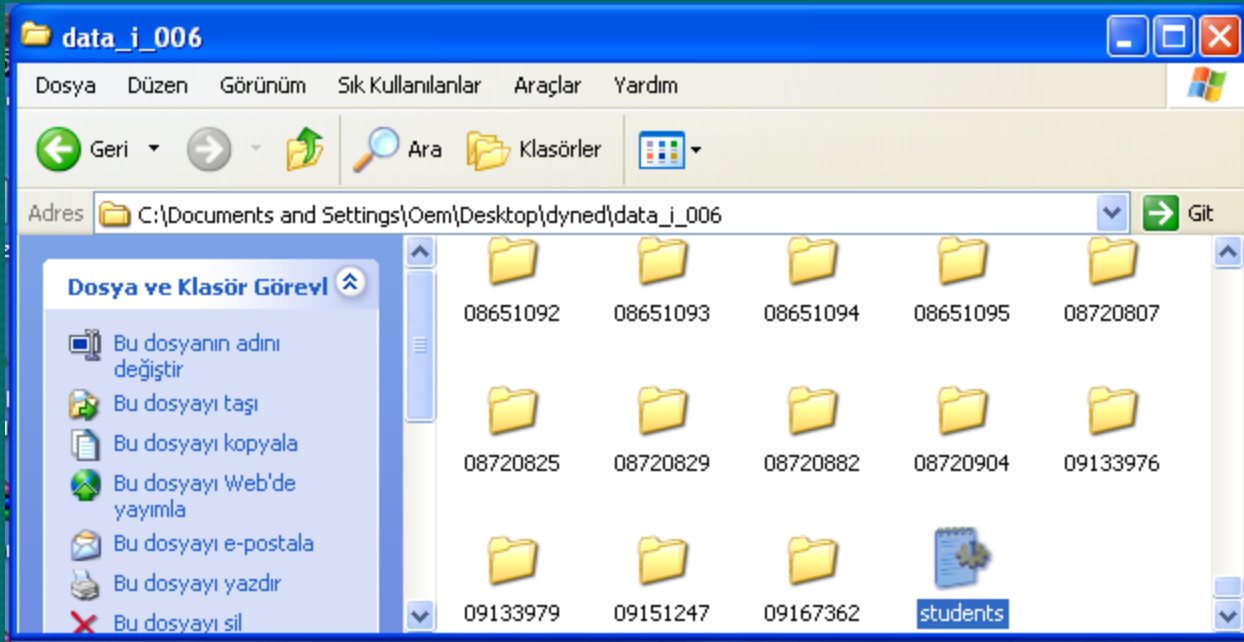 data_i_006
Dosya Düzen Görünüm Sık Kullanılanlar Araçlar Yardım
Geri Ara Klasörler
Adres C:\Documents and Settings\Oem\Desktop\dyned\data_i_006 Git
Dosya ve Klasör Görevl
Bu dosyanın adını
değiştir
Bu dosyayı taşı
Bu dosyayı kopyala
Bu dosyayı Web'de
yayımla
Bu dosyayı e-postala
Bu dosyayı yazdır
Bu dosyayı sil
08651092 08651093 08651094 08651095 08720807
08720825 08720829 08720882 08720904 09133976
09133979 09151247 09167362 students